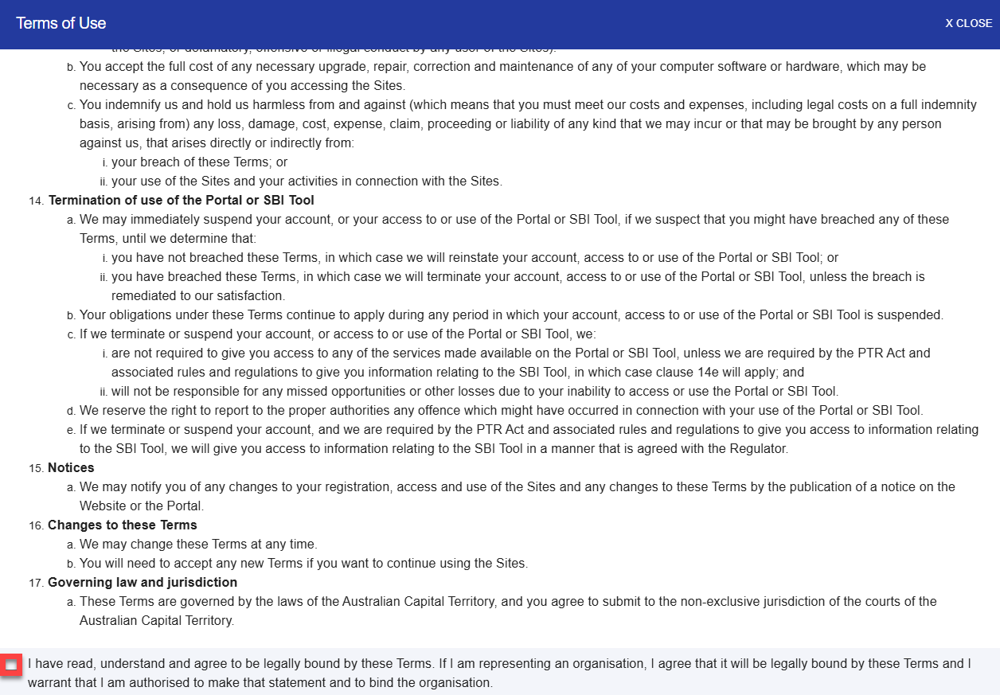 Terms of Use
X CLOSE
the Sites, or defamatory, offensive or illegal conduct by any user of the Sites).
b. You accept the full cost of any necessary upgrade, repair, correction and maintenance of any of your computer software or hardware, which may be
necessary as a consequence of you accessing the Sites.
c. You indemnify us and hold us harmless from and against (which means that you must meet our costs and expenses, including legal costs on a full indemnity
basis, arising from) any loss, damage, cost, expense, claim, proceeding or liability of any kind that we may incur or that may be brought by any person
against us, that arises directly or indirectly from:
i. your breach of these Terms; or
ii. your use of the Sites and your activities in connection with the Sites.
14. Termination of use of the Portal or SBI Tool
a. We may immediately suspend your account, or your access to or use of the Portal or SBI Tool, if we suspect that you might have breached any of these
Terms, until we determine that:
i. you have not breached these Terms, in which case we will reinstate your account, access to or use of the Portal or SBI Tool; or
ii. you have breached these Terms, in which case we will terminate your account, access to or use of the Portal or SBI Tool, unless the breach is
remediated to our satisfaction.
b. Your obligations under these Terms continue to apply during any period in which your account, access to or use of the Portal or SBI Tool is suspended.
c. If we terminate or suspend your account, or access to or use of the Portal or SBI Tool, we:
i. are not required to give you access to any of the services made available on the Portal or SBI Tool, unless we are required by the PTR Act and
associated rules and regulations to give you information relating to the SBI Tool, in which case clause 14e will apply; and
ii. will not be responsible for any missed opportunities or other losses due to your inability to access or use the Portal or SBI Tool.
d. We reserve the right to report to the proper authorities any offence which might have occurred in connection with your use of the Portal or SBI Tool.
e. If we terminate or suspend your account, and we are required by the PTR Act and associated rules and regulations to give you access to information relating
to the SBI Tool, we will give you access to information relating to the SBI Tool in a manner that is agreed with the Regulator.
15. Notices
a. We may notify you of any changes to your registration, access and use of the Sites and any changes to these Terms by the publication of a notice on the
Website or the Portal.
16. Changes to these Terms
a. We may change these Terms at any time.
b. You will need to accept any new Terms if you want to continue using the Sites.
17. Governing law and jurisdiction
a. These Terms are governed by the laws of the Australian Capital Territory, and you agree to submit to the non-exclusive jurisdiction of the courts of the
Australian Capital Territory.
I have read, understand and agree to be legally bound by these Terms. If I am representing an organisation, I agree that it will be legally bound by these Terms and I
warrant that I am authorised to make that statement and to bind the organisation.